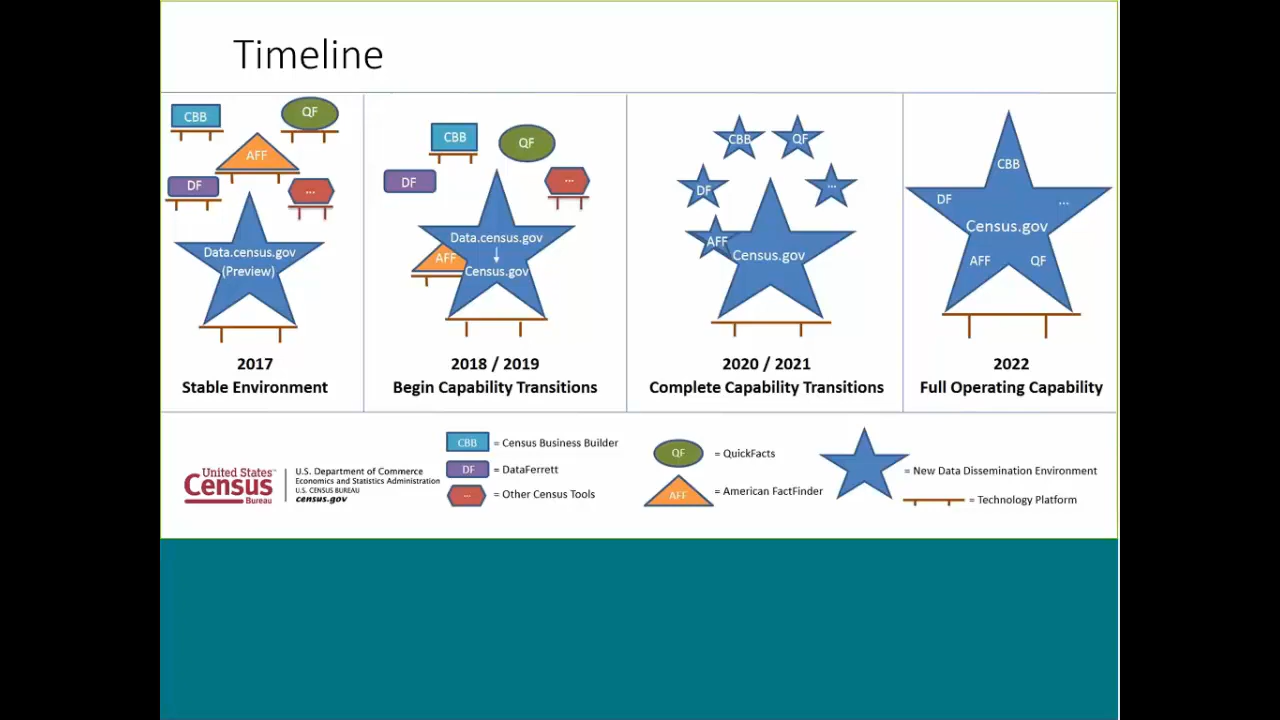 Timeline
CBB
QF
AFF
DF
...
Data.census.gov
(Preview)
2017
Stable Environment
CBB
QF
DF
...
Data.census.gov
AFF
Census.gov
2018 / 2019
Begin Capability Transitions
CBB
QF
DF
...
AFF
Census.gov
2020 / 2021
Complete Capability Transitions
CBB
DF
...
Census.gov
AFF
QF
2022
Full Operating Capability
United States™
Census
Bureau
U.S. Department of Commerce
Economics and Statistics Administration
U.S. CENSUS BUREAU
census.gov
CBB = Census Business Builder
DF = DataFerrett
... = Other Census Tools
QF = QuickFacts
AFF = American FactFinder
= New Data Dissemination Environment
= Technology Platform